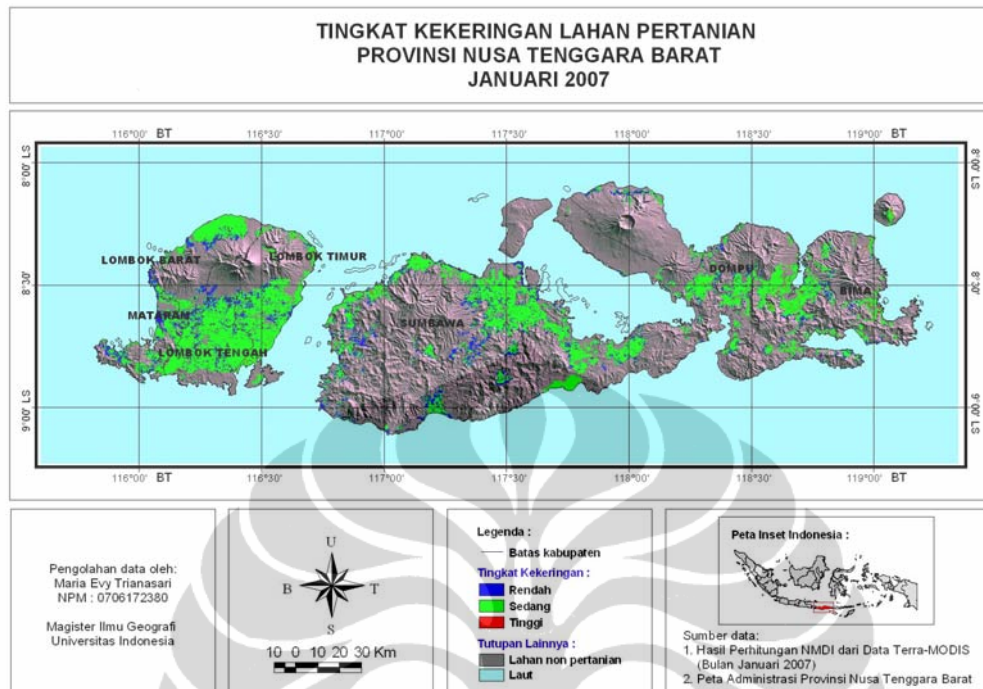 TINGKAT KEKERINGAN LAHAN PERTANIAN
PROVINSI NUSA TENGGARA BARAT
JANUARI 2007
116°00' BT 116°30' 117°00' 117°30' 118°00' 118°30' 119°00' BT
8°00' LS
8°00' LS
LOMBOK BARAT
LOMBOK TIMUR
DOMPU
BIMA
MATARAM
SUMBAWA
LOMBOK TENGAH
9°00' LS
9°00' LS
116°00' BT 116°30' 117°00' 117°30' 118°00' 118°30' 119°00' BT
Pengolahan data oleh:
Maria Evy Trianasari
NPM : 0706172380
Magister Ilmu Geografi
Universitas Indonesia
U
B T
S
10 0 10 20 30 Km
Legenda :
Batas kabupaten
Tingkat Kekeringan :
Rendah
Sedang
Tinggi
Tutupan Lainnya :
Lahan non pertanian
Laut
Peta Inset Indonesia :
Sumber data:
1. Hasil Perhitungan NMDI dari Data Terra-MODIS
(Bulan Januari 2007)
2. Peta Administrasi Provinsi Nusa Tenggara Barat